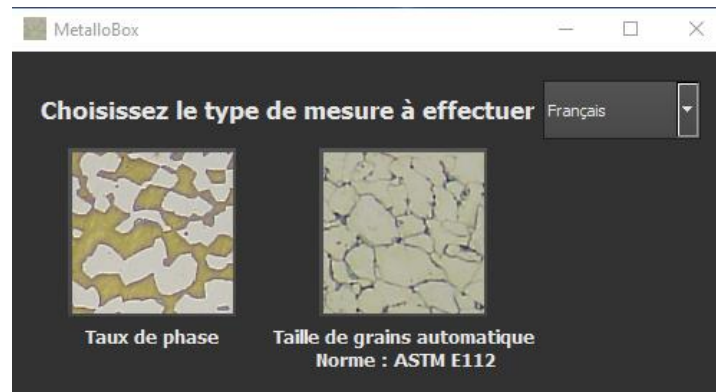 MetalloBox
Choisissez le type de mesure à effectuer
Français
Taux de phase
Taille de grains automatique
Norme : ASTM E112